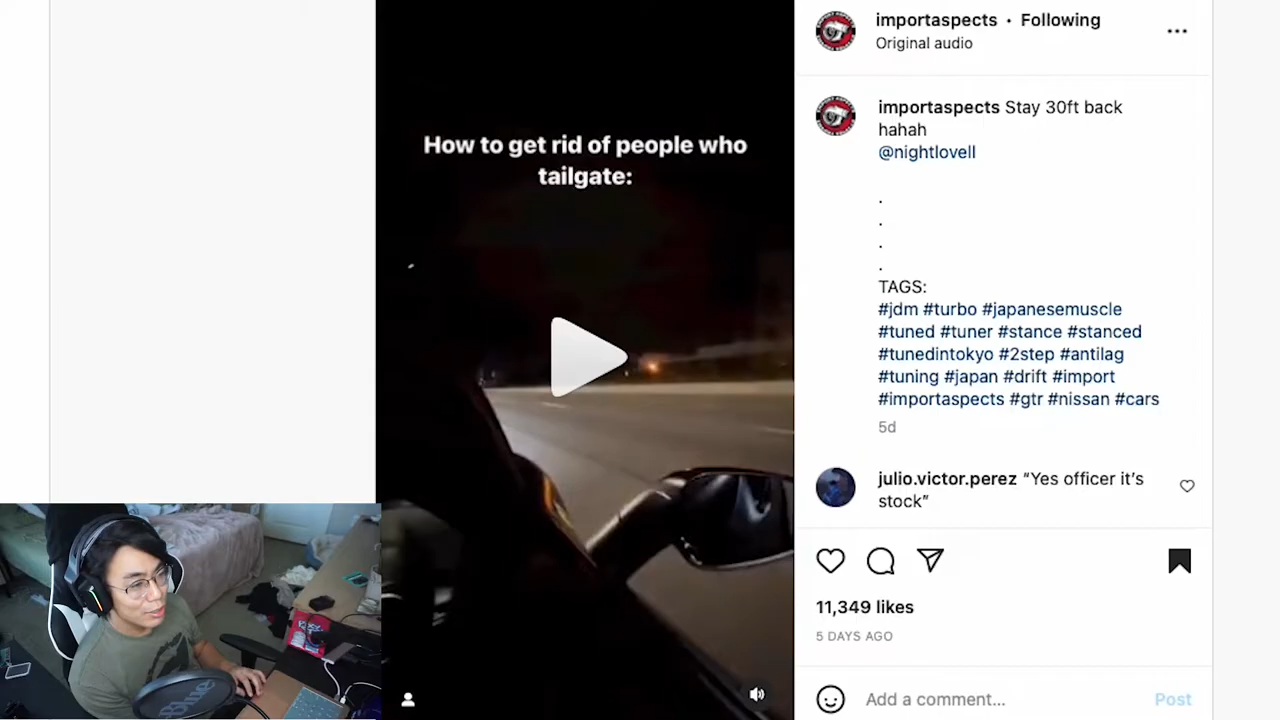 How to get rid of people who
tailgate:
importaspects • Following
Original audio
importaspects Stay 30ft back
hahah
@nightlovell
.
.
.
.
TAGS:
#jdm #turbo #japanesemuscle
#tuned #tuner #stance #stanced
#tunedintokyo #2step #antilag
#tuning #japan #drift #import
#importaspects #gtr #nissan #cars
5d
julio.victor.perez “Yes officer it’s
stock”
11,349 likes
5 DAYS AGO
Add a comment... Post
Blue